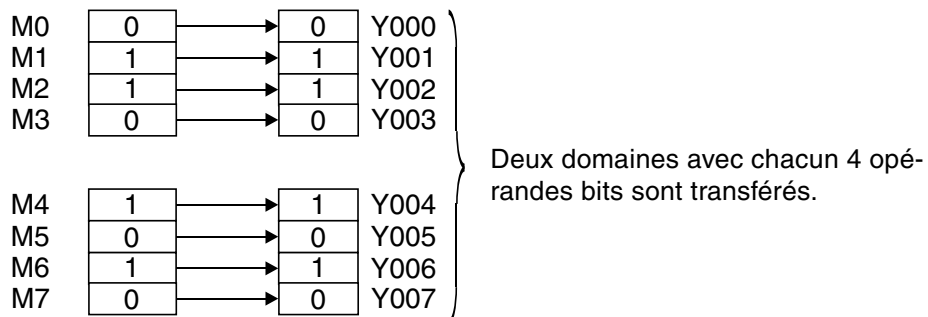 M0 0 0 Y000
M1 1 1 Y001
M2 1 1 Y002
M3 0 0 Y003
Deux domaines avec chacun 4 opé-
randes bits sont transférés.
M4 1 1 Y004
M5 0 0 Y005
M6 1 1 Y006
M7 0 0 Y007